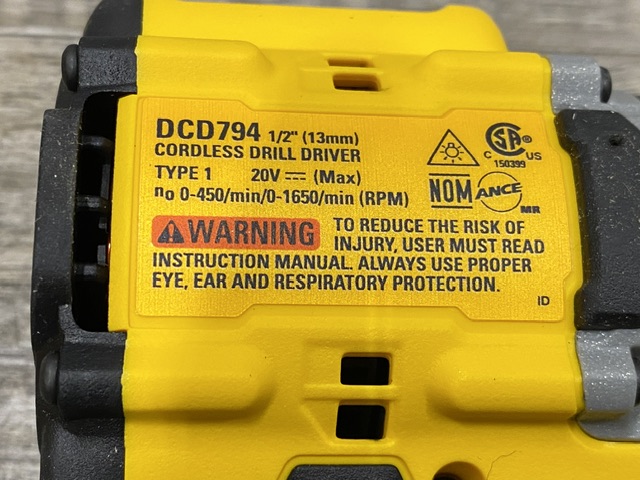 DCD794 1/2" (13mm)
CORDLESS DRILL DRIVER
TYPE 1 20V ⎓ (Max)
no 0-450/min/0-1650/min (RPM)
C SA US
150399
NOM ANCE
MR
WARNING TO REDUCE THE RISK OF
INJURY, USER MUST READ
INSTRUCTION MANUAL. ALWAYS USE PROPER
EYE, EAR AND RESPIRATORY PROTECTION.
ID